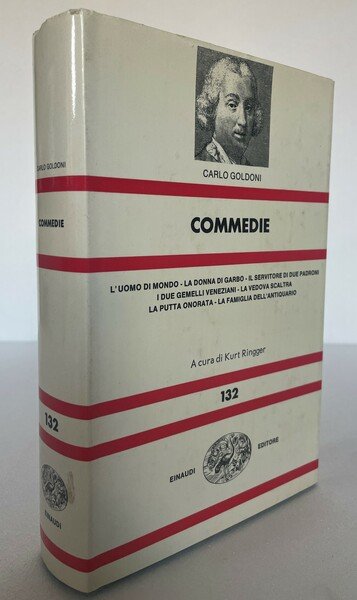 CARLO GOLDONI
COMMEDIE
132
EINAUDI
CARLO GOLDONI
COMMEDIE
L'UOMO DI MONDO - LA DONNA DI GARBO - IL SERVITORE DI DUE PADRONI
I DUE GEMELLI VENEZIANI - LA VEDOVA SCALTRA
LA PUTTA ONORATA - LA FAMIGLIA DELL'ANTIQUARIO
A cura di Kurt Ringger
132
EINAUDI EDITORE